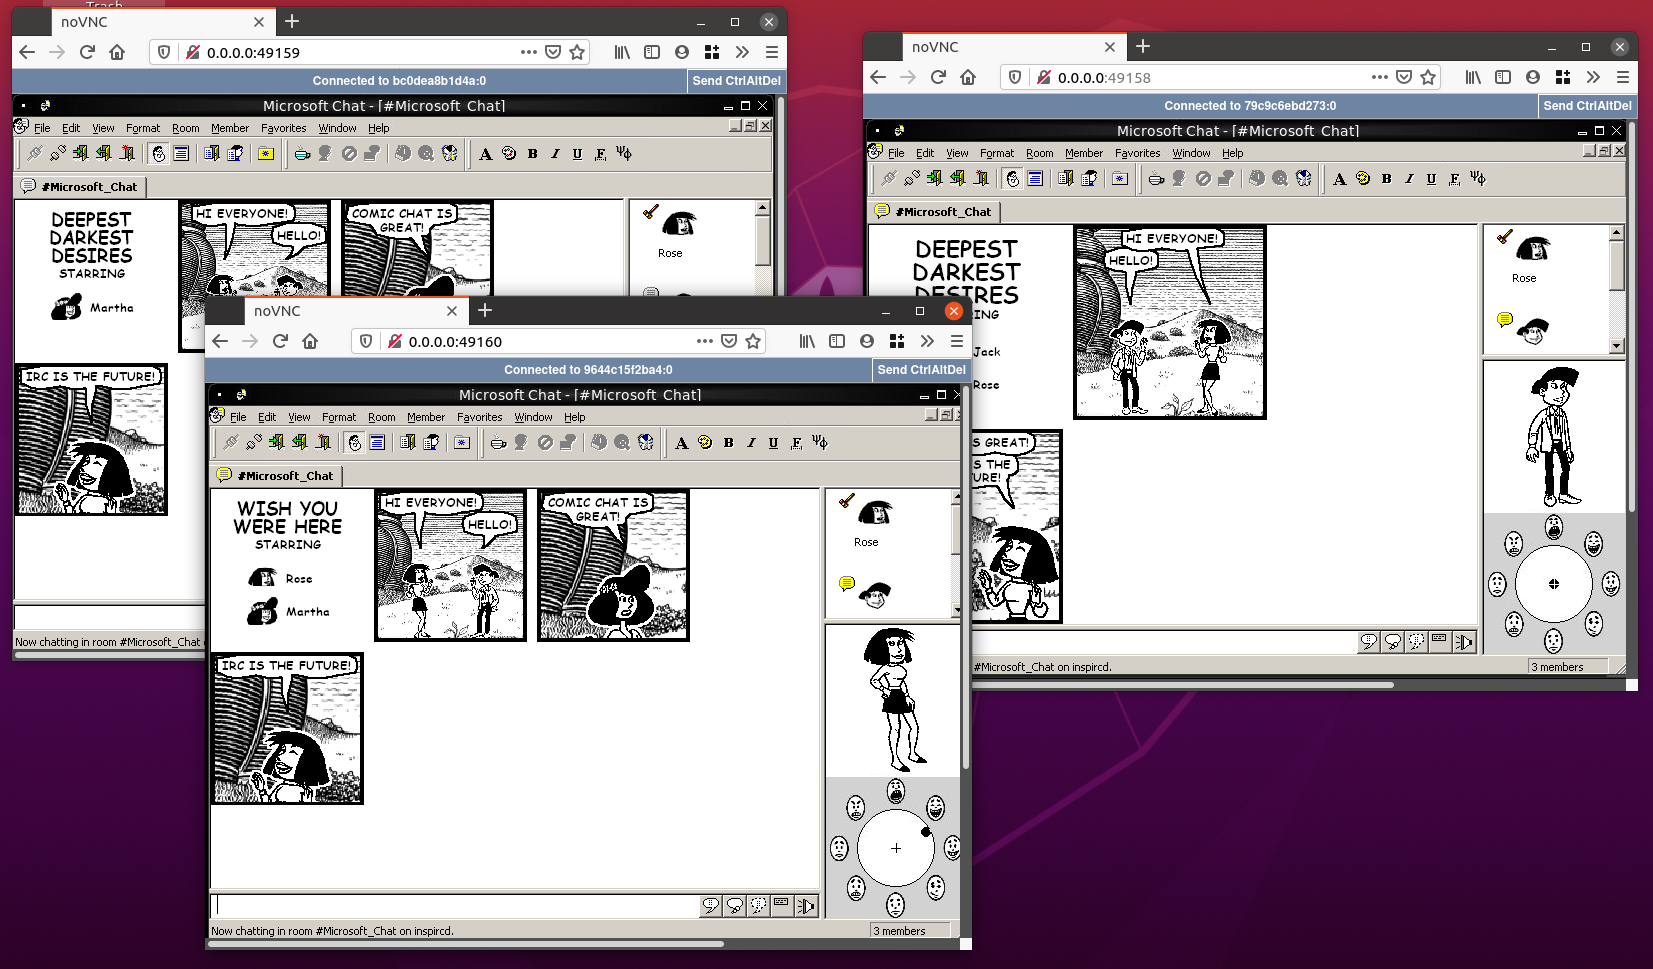 Trash
noVNC
0.0.0.0:49159
Connected to bc0dea8b1d4a:0
Send CtrlAltDel
Microsoft Chat - [#Microsoft_Chat]
File Edit View Format Room Member Favorites Window Help
#Microsoft_Chat
DEEPEST
DARKEST
DESIRES
STARRING
Martha
HI EVERYONE!
HELLO!
COMIC CHAT IS
GREAT!
IRC IS THE FUTURE!
Rose
Now chatting in room #Microsoft_Chat
noVNC
0.0.0.0:49158
Connected to 79c9c6ebd273:0
Send CtrlAltDel
Microsoft Chat - [#Microsoft_Chat]
File Edit View Format Room Member Favorites Window Help
#Microsoft_Chat
DEEPEST
DARKEST
DESIRES
RING
Jack
Rose
HI EVERYONE!
HELLO!
S GREAT!
S THE
URE!
Rose
#Microsoft_Chat on inspircd.
3 members
noVNC
0.0.0.0:49160
Connected to 9644c15f2ba4:0
Send CtrlAltDel
Microsoft Chat - [#Microsoft_Chat]
File Edit View Format Room Member Favorites Window Help
#Microsoft_Chat
WISH YOU
WERE HERE
STARRING
Rose
Martha
HI EVERYONE!
HELLO!
COMIC CHAT IS
GREAT!
IRC IS THE FUTURE!
Rose
Now chatting in room #Microsoft_Chat on inspircd.
3 members